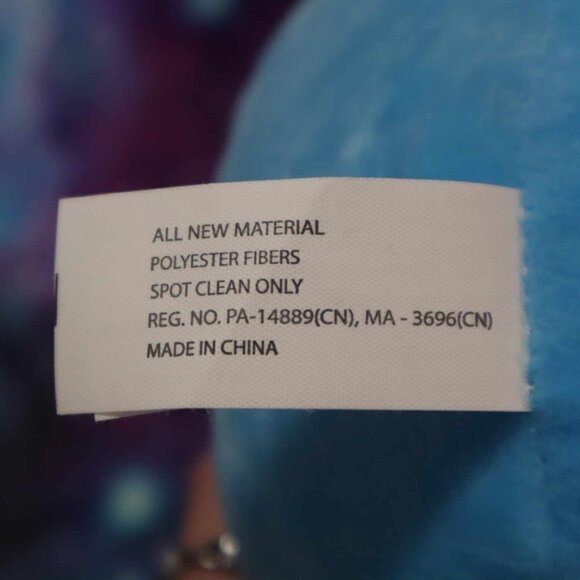 ALL NEW MATERIAL
POLYESTER FIBERS
SPOT CLEAN ONLY
REG. NO. PA-14889(CN), MA - 3696(CN)
MADE IN CHINA